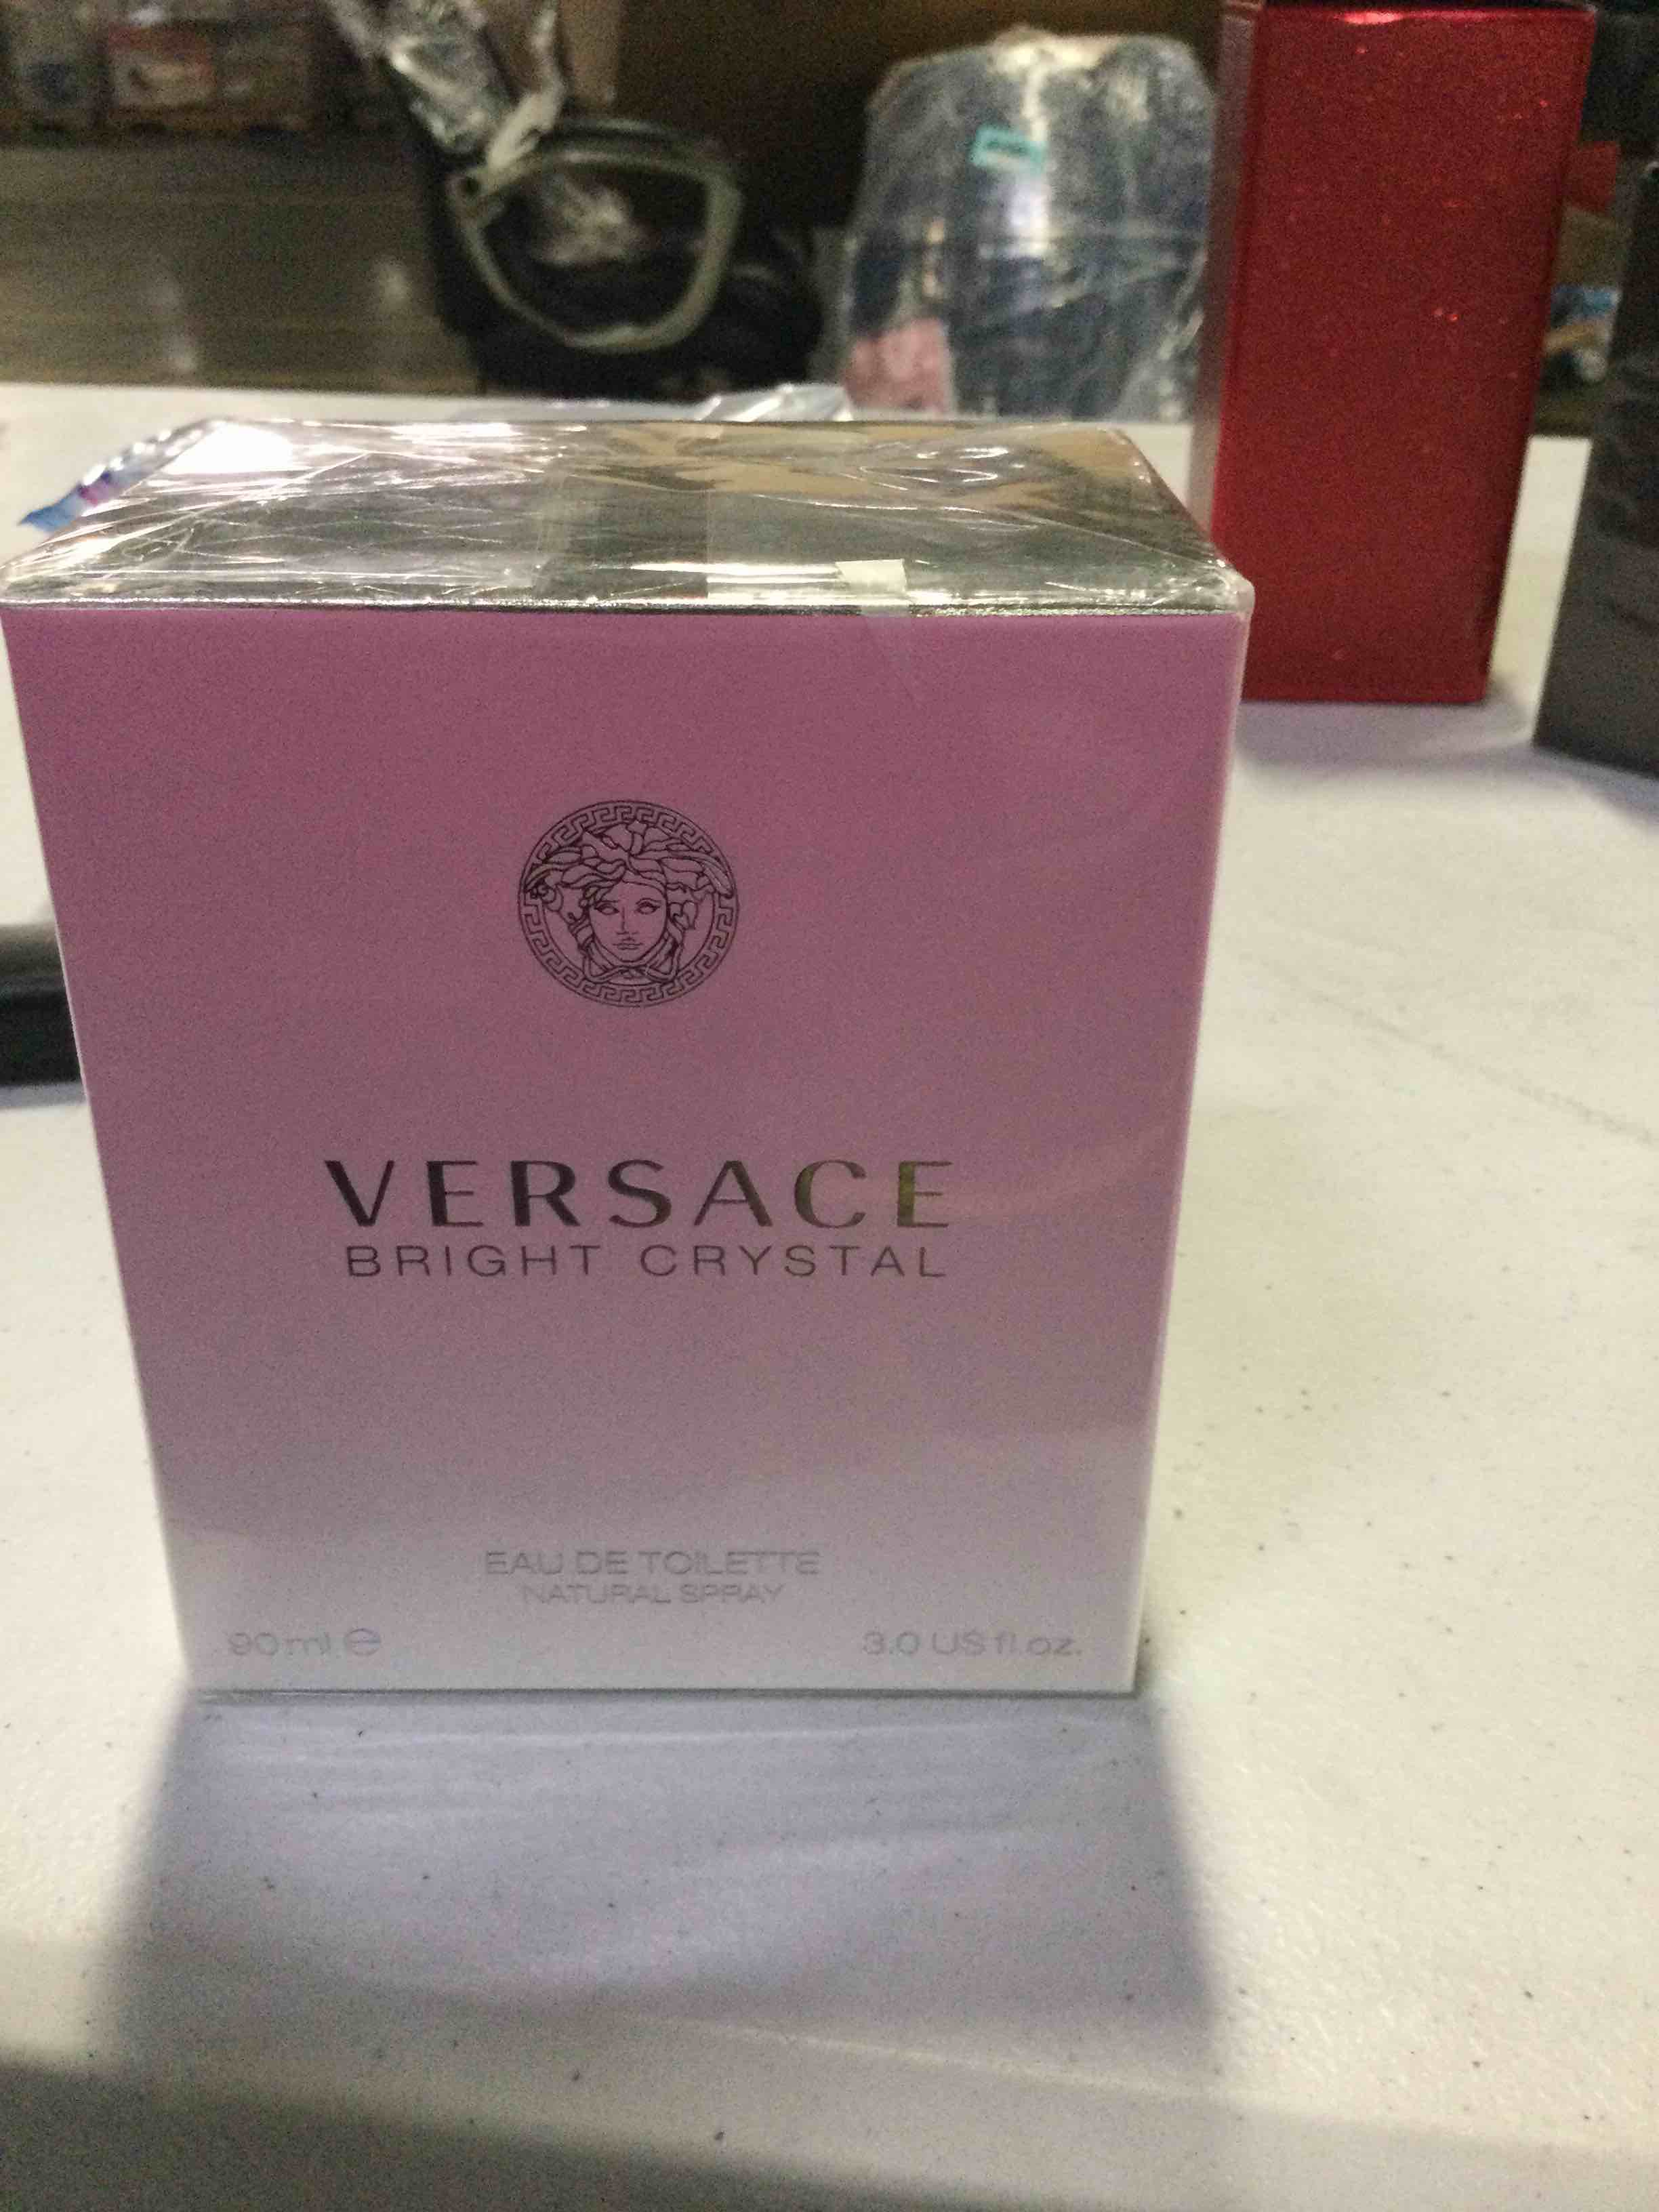 VERSACE
BRIGHT CRYSTAL
EAU DE TOILETTE
NATURAL SPRAY
90 ml e 3.0 US fl.oz.